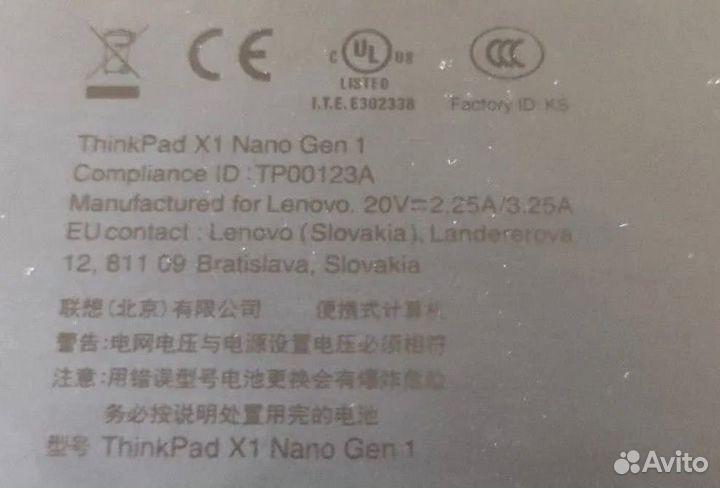 CE
C UL US
LISTED
I.T.E. E302338
CCC
Factory ID: KS
ThinkPad X1 Nano Gen 1
Compliance ID : TP00123A
Manufactured for Lenovo. 20V⎓2.25A/3.25A
EU contact : Lenovo (Slovakia), Landererova
12, 811 09 Bratislava, Slovakia
联想(北京)有限公司 便携式计算机
警告:电网电压与电源设置电压必须相符
注意:用错误型号电池更换会有爆炸危险
务必按说明处置用完的电池
型号 ThinkPad X1 Nano Gen 1
Avito